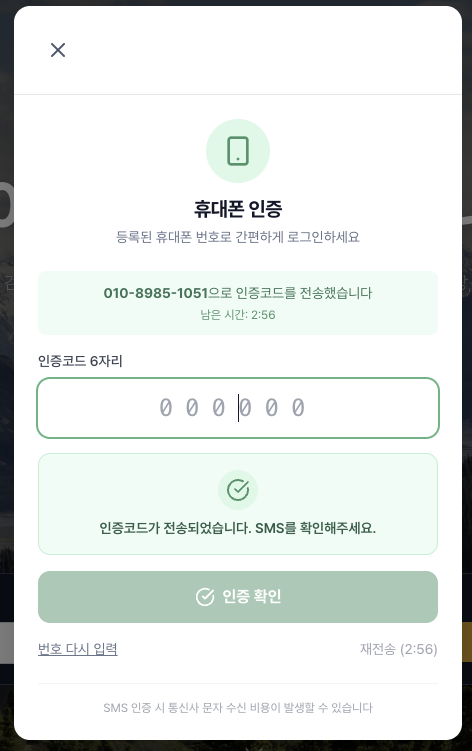 휴대폰 인증
등록된 휴대폰 번호로 간편하게 로그인하세요
010-8985-1051으로 인증코드를 전송했습니다
남은 시간: 2:56
인증코드 6자리
000000
인증코드가 전송되었습니다. SMS를 확인해주세요.
인증 확인
번호 다시 입력 재전송 (2:56)
SMS 인증 시 통신사 문자 수신 비용이 발생할 수 있습니다